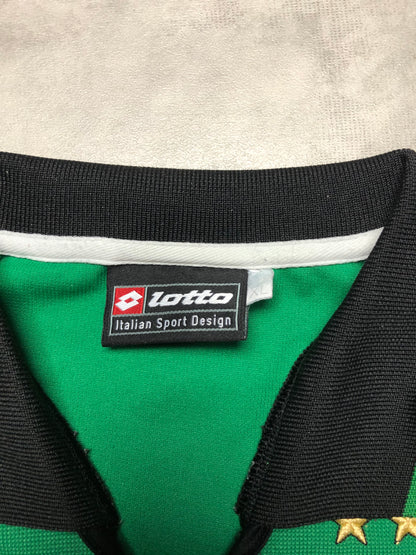 lotto
Italian Sport Design
XL